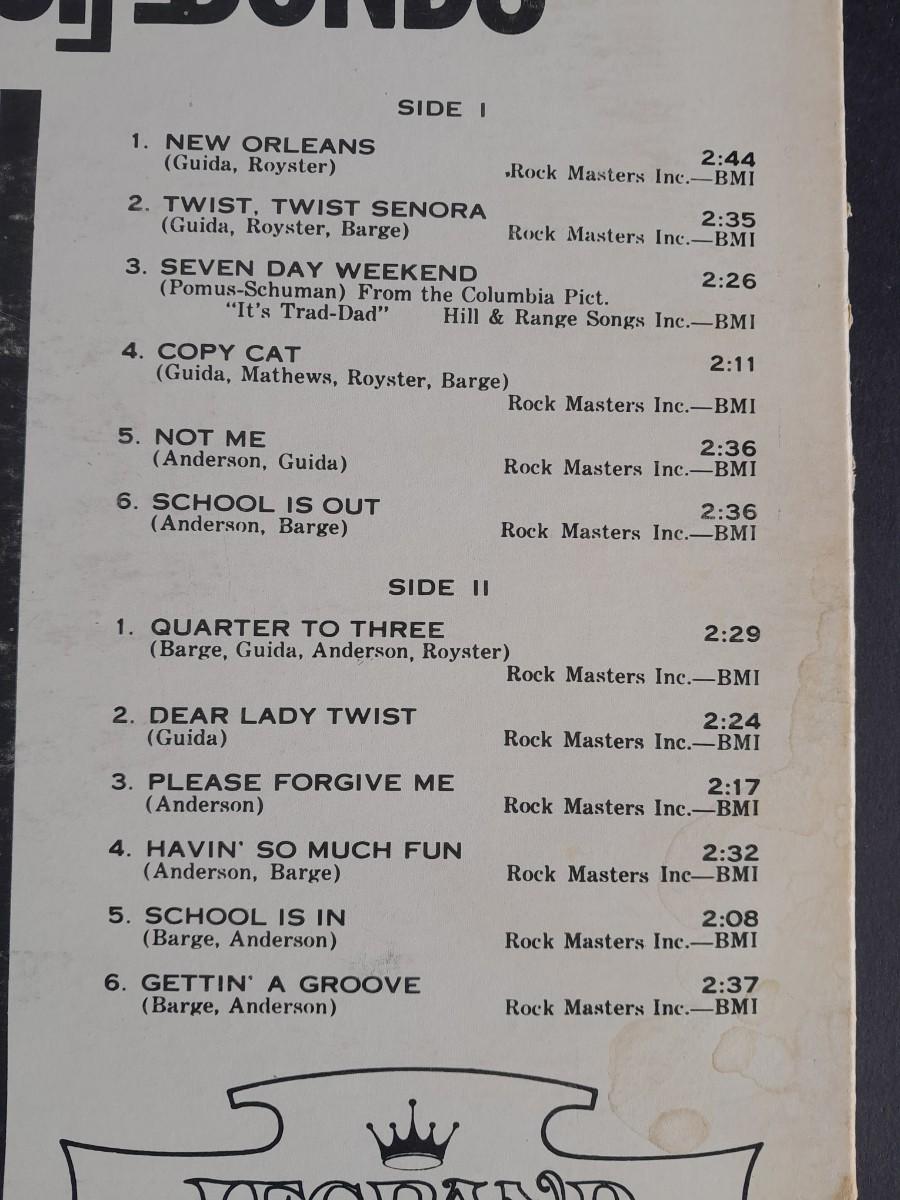 SIDE I
1. NEW ORLEANS 2:44
(Guida, Royster) Rock Masters Inc.—BMI
2. TWIST, TWIST SENORA 2:35
(Guida, Royster, Barge) Rock Masters Inc.—BMI
3. SEVEN DAY WEEKEND 2:26
(Pomus-Schuman) From the Columbia Pict.
“It's Trad-Dad” Hill & Range Songs Inc.—BMI
4. COPY CAT 2:11
(Guida, Mathews, Royster, Barge)
Rock Masters Inc.—BMI
5. NOT ME 2:36
(Anderson, Guida) Rock Masters Inc.—BMI
6. SCHOOL IS OUT 2:36
(Anderson, Barge) Rock Masters Inc.—BMI
SIDE II
1. QUARTER TO THREE 2:29
(Barge, Guida, Anderson, Royster)
Rock Masters Inc.—BMI
2. DEAR LADY TWIST 2:24
(Guida) Rock Masters Inc.—BMI
3. PLEASE FORGIVE ME 2:17
(Anderson) Rock Masters Inc.—BMI
4. HAVIN' SO MUCH FUN 2:32
(Anderson, Barge) Rock Masters Inc—BMI
5. SCHOOL IS IN 2:08
(Barge, Anderson) Rock Masters Inc.—BMI
6. GETTIN' A GROOVE 2:37
(Barge, Anderson) Rock Masters Inc.—BMI
LEGRAND